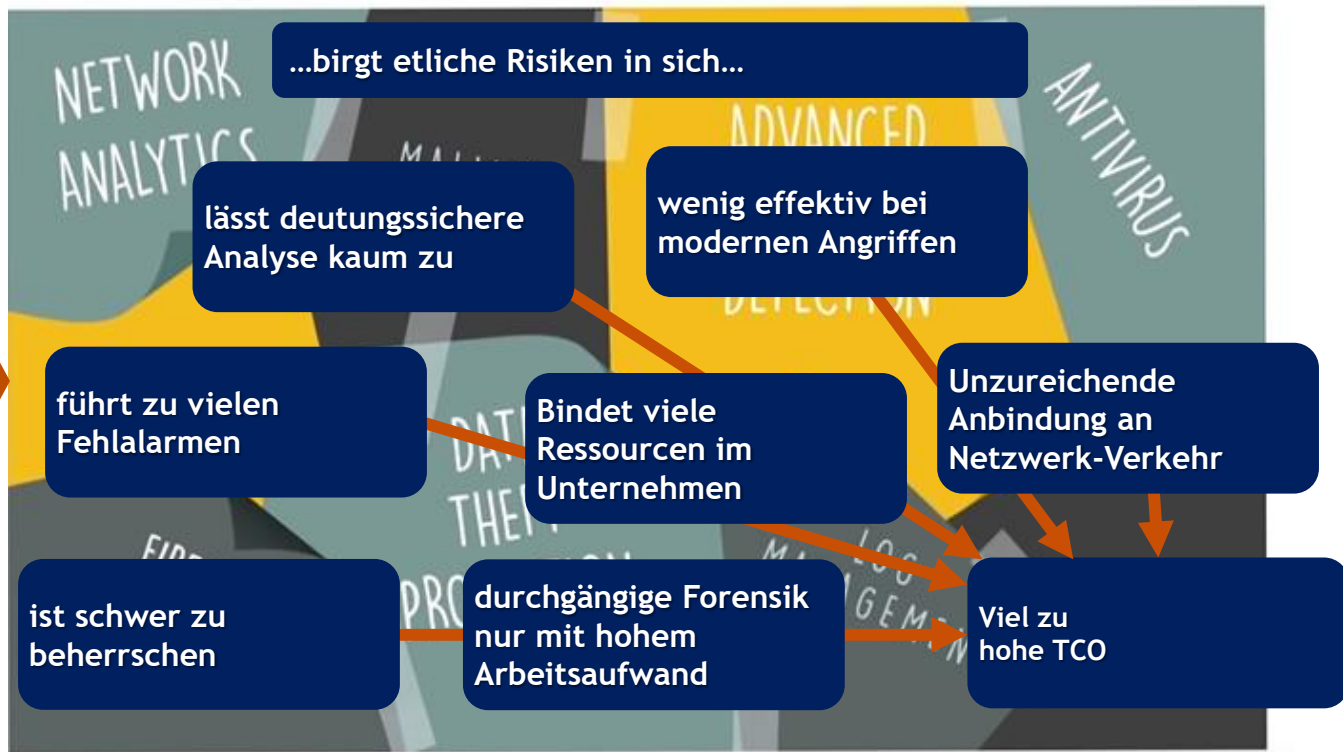 …birgt etliche Risiken in sich…
NETWORK
ANALYTICS
ADVANCED
DETECTION
ANTIVIRUS
lässt deutungssichere
Analyse kaum zu
wenig effektiv bei
modernen Angriffen
führt zu vielen
Fehlalarmen
Bindet viele
Ressourcen im
Unternehmen
Unzureichende
Anbindung an
Netzwerk-Verkehr
LOG
ist schwer zu
beherrschen
durchgängige Forensik
nur mit hohem
Arbeitsaufwand
Viel zu
hohe TCO